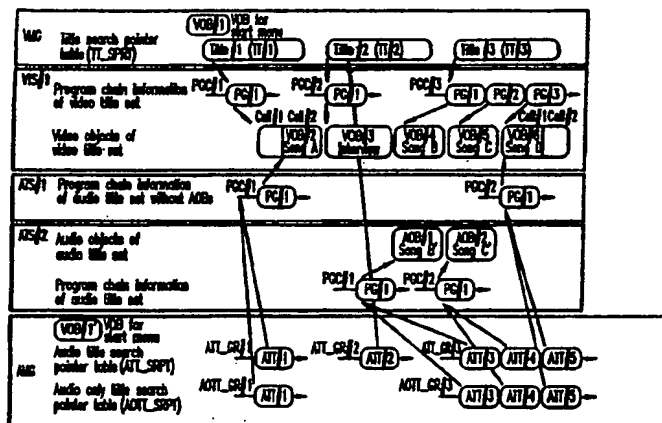 VMG
Title search pointer
table (TT_SPRT)
VOB#1
VOB for
start menu
Title #1 (TT#1)
Title #2 (TT#2)
Title #3 (TT#3)
VTS#1
Program chain information
of video title set
PGC#1
PG#1
PGC#2
PG#1
PGC#3
PG#1
PG#2
PG#3
Video objects of
video title set
Cell#1 Cell#2
VOB#2
Song A
VOB#3
Interview
VOB#4
Song B
VOB#5
Song C
Cell#1 Cell#2
VOB#6
Song D
ATS#1
Program chain information
of audio title set without AOBs
PGC#1
PG#1
PGC#2
PG#1
ATS#2
Audio objects of
audio title set
AOB#1
Song B'
AOB#2
Song C'
Program chain information
of audio title set
PGC#1
PG#1
PGC#2
PG#1
AMG
VOB#1'
VOB for
start menu
Audio title search
pointer table (ATT_SRPT)
ATT_GR#1
ATT#1
ATT_GR#2
ATT#2
ATT_GR#3
ATT#3
ATT#4
ATT#5
Audio only title search
pointer table (AOTT_SRPT)
AOTT_GR#1
ATT#1
AOTT_GR#3
ATT#3
ATT#4
ATT#5